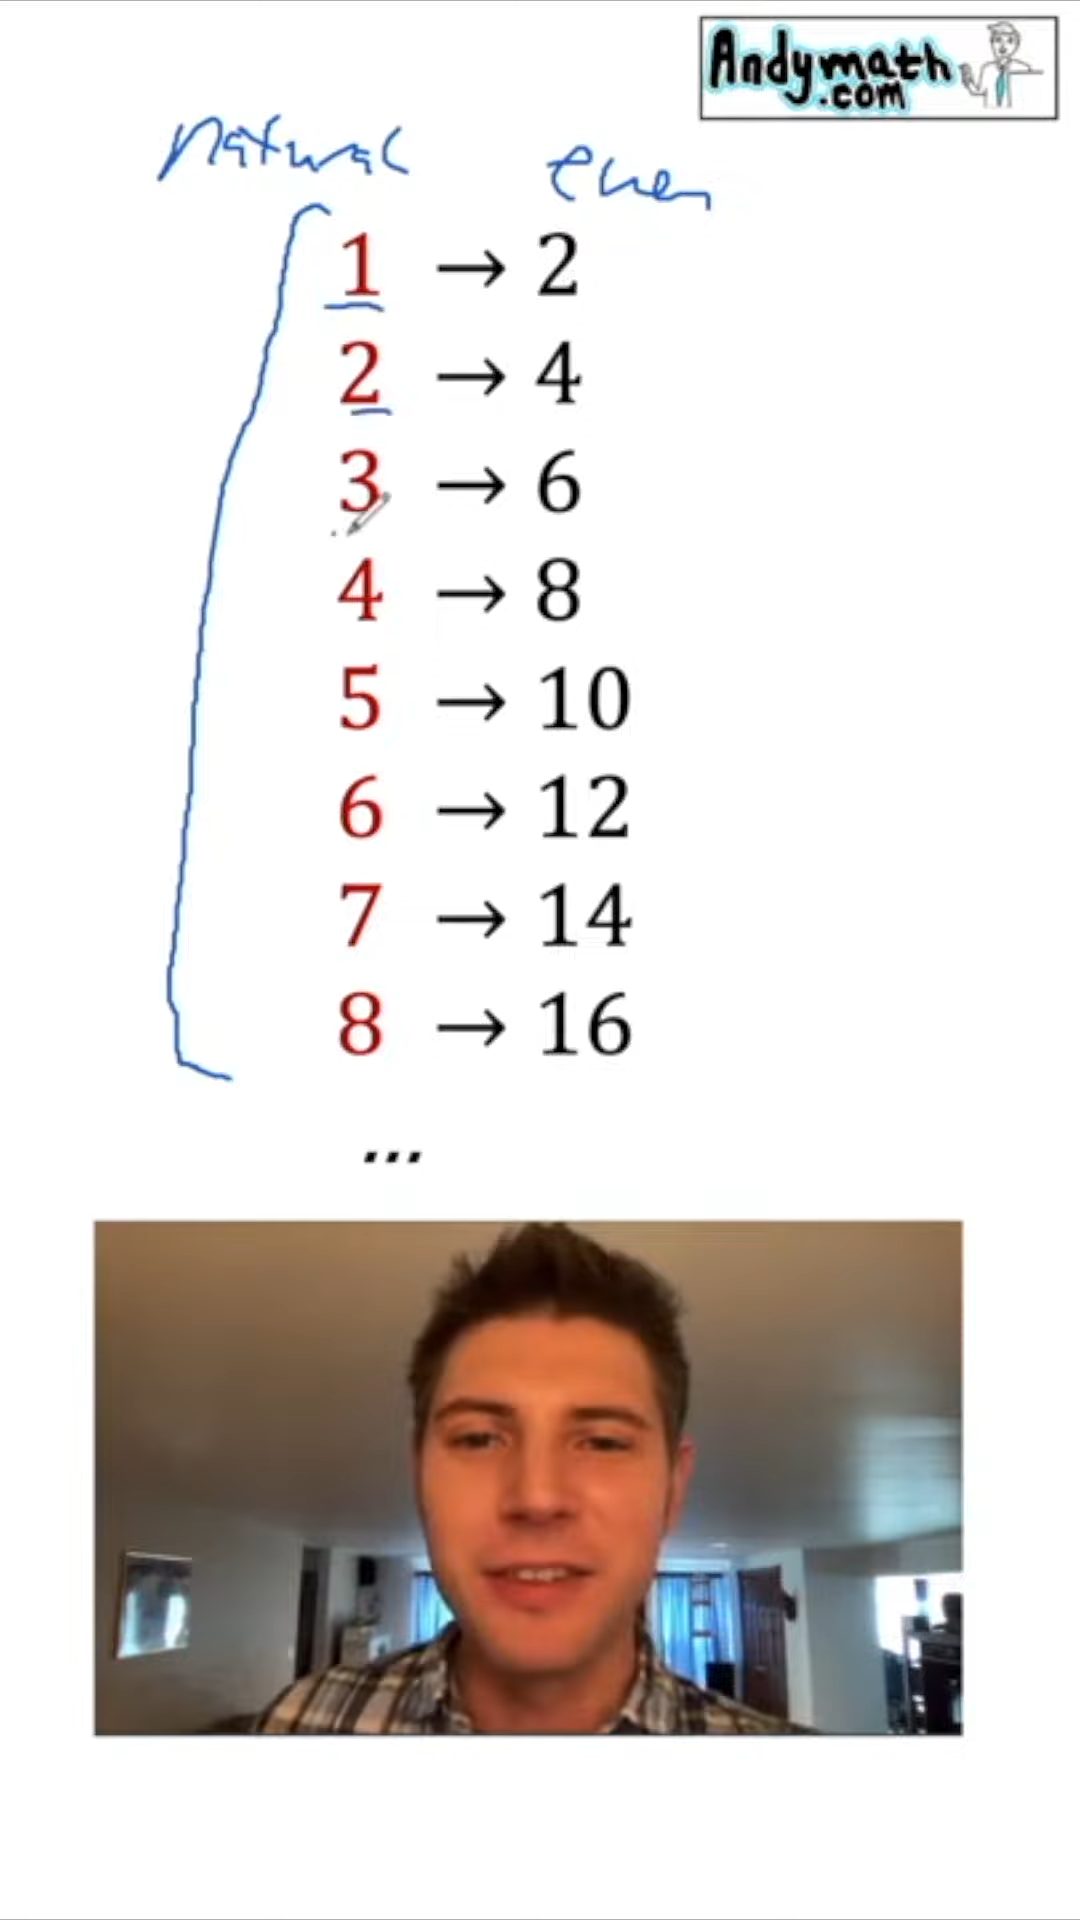 Andymath
.com
natural even
1 → 2
2 → 4
3 → 6
4 → 8
5 → 10
6 → 12
7 → 14
8 → 16
...